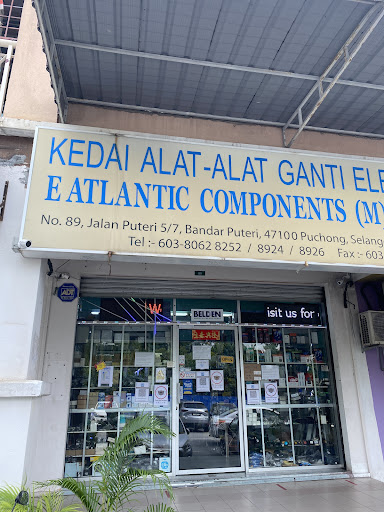 KEDAI ALAT-ALAT GANTI ELE
E ATLANTIC COMPONENTS (M)
No. 89, Jalan Puteri 5/7, Bandar Puteri, 47100 Puchong, Selang
Tel :- 603-8062 8252 / 8924 / 8926 Fax :- 603
ADT
W
BELDEN
isit us for